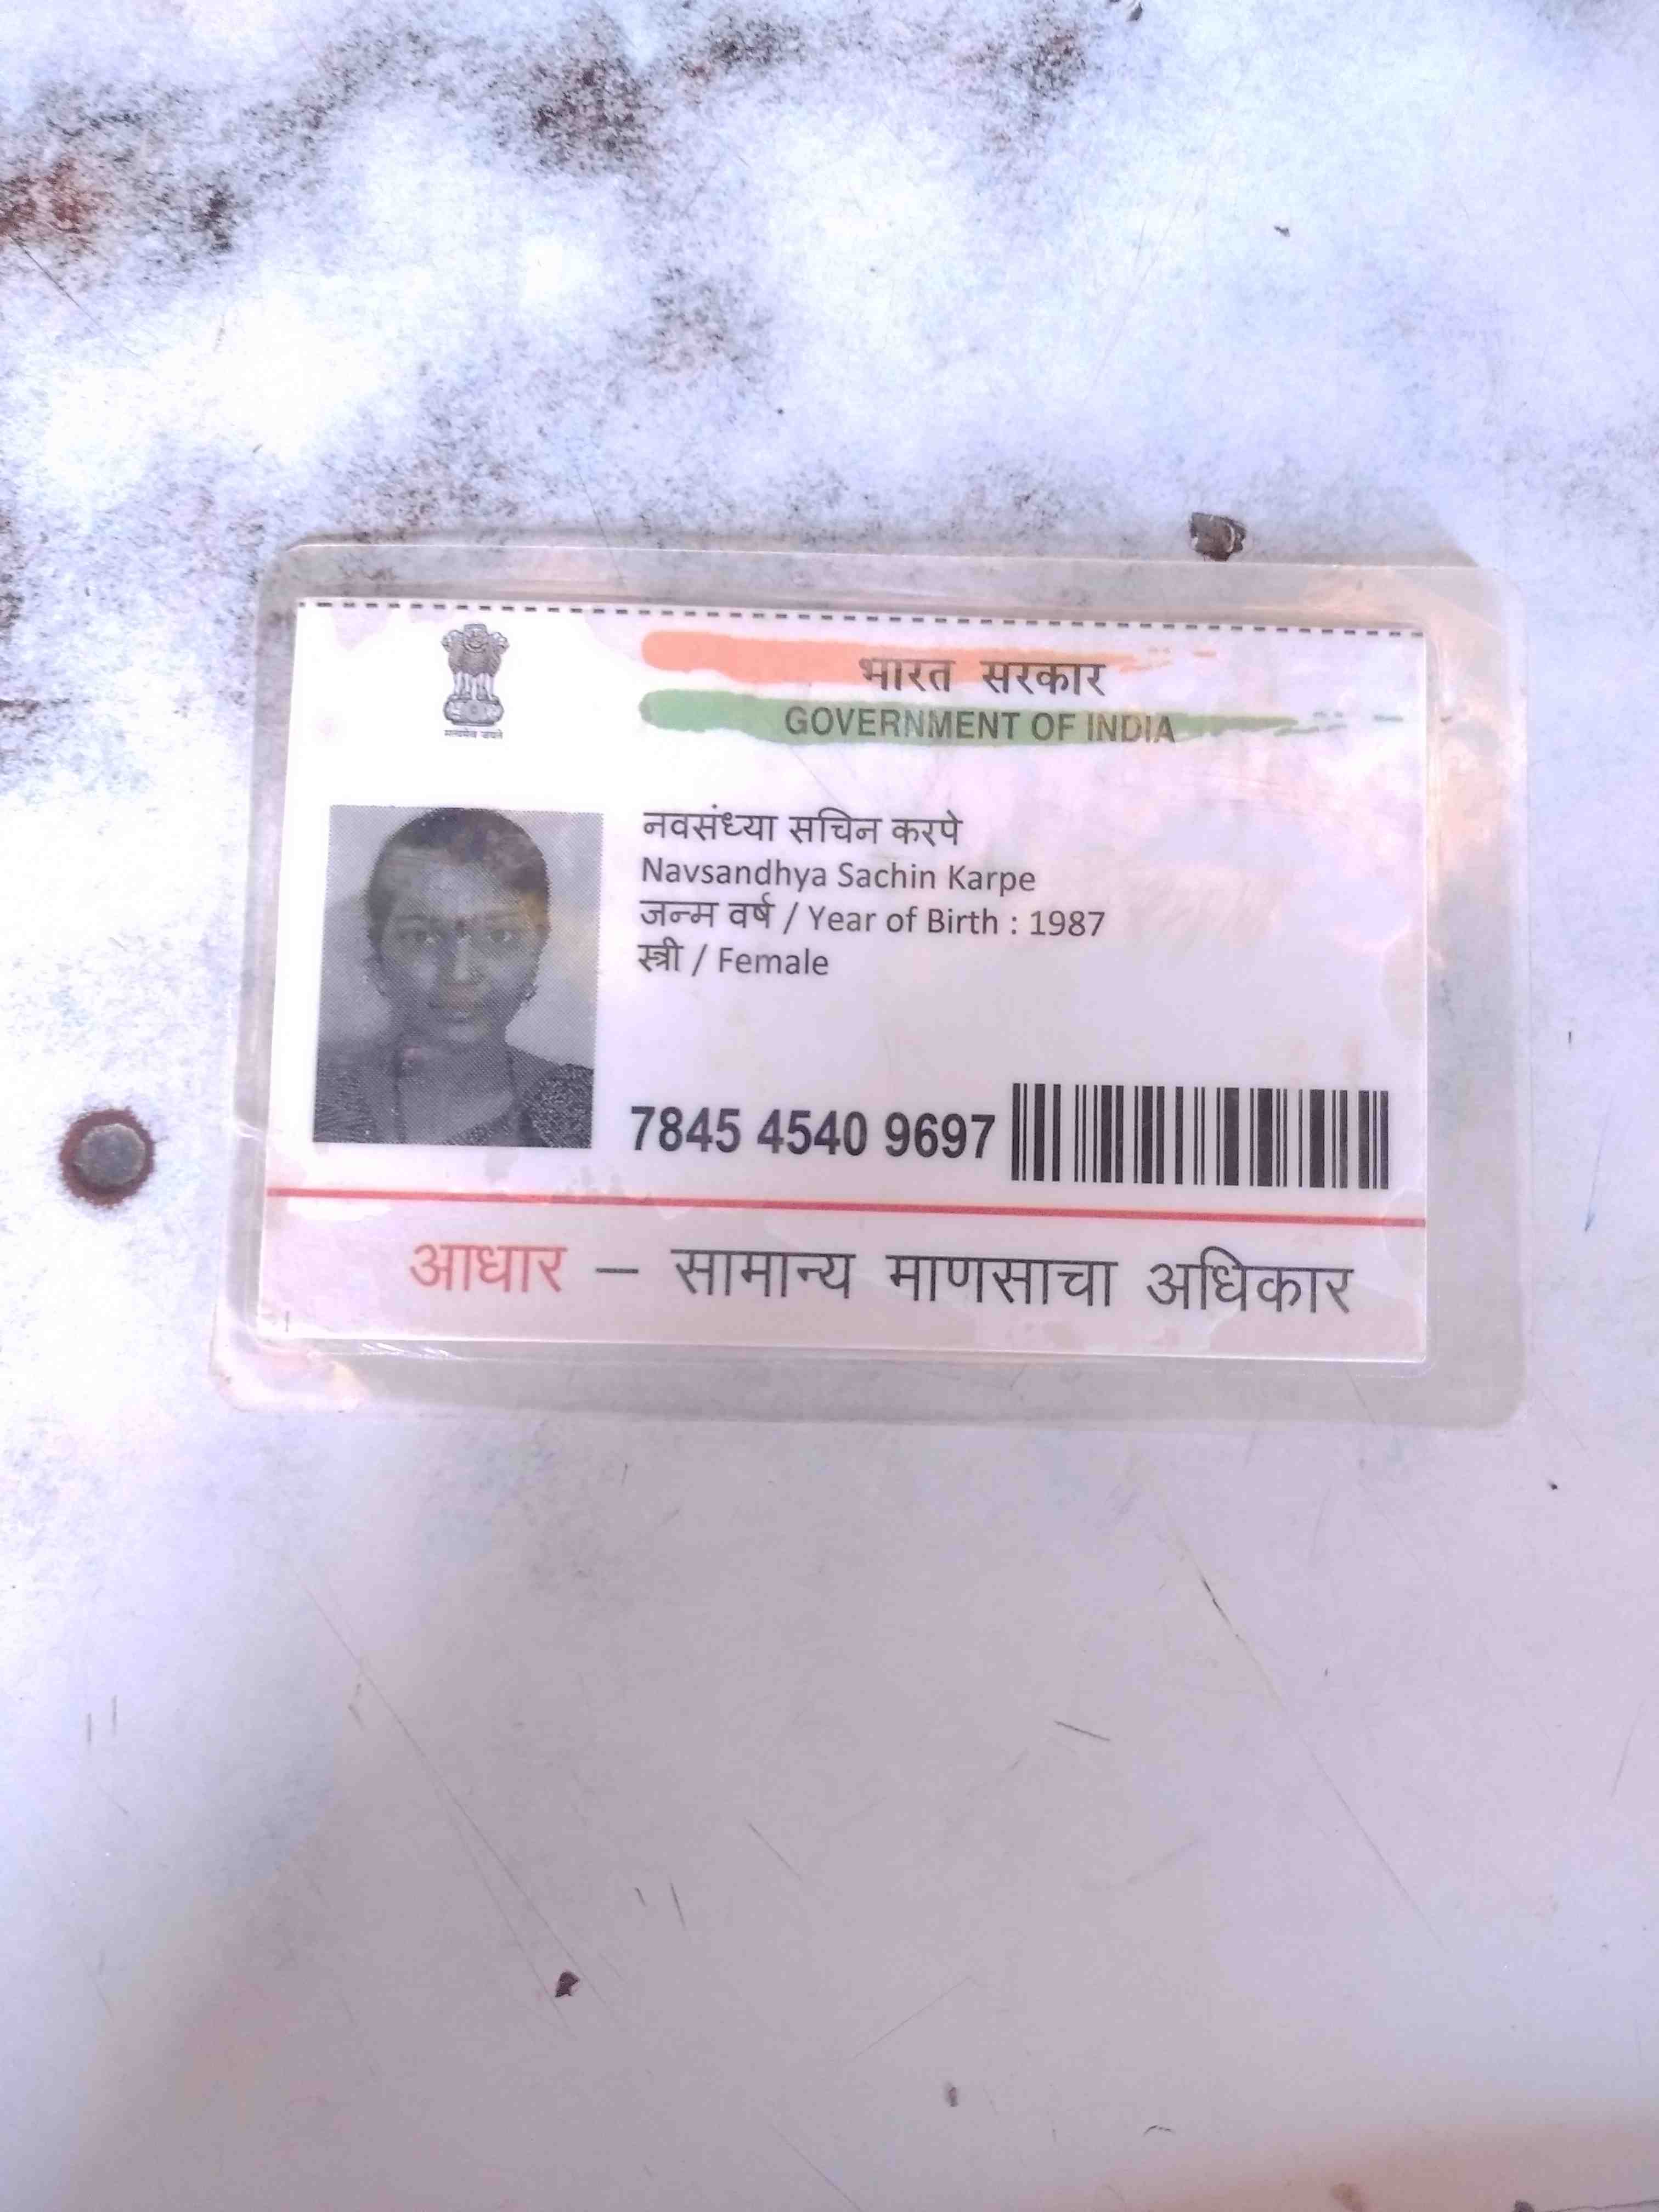 सत्यमेव जयते
भारत सरकार
GOVERNMENT OF INDIA
नवसंध्या सचिन करपे
Navsandhya Sachin Karpe
जन्म वर्ष / Year of Birth : 1987
स्त्री / Female
7845 4540 9697
आधार – सामान्य माणसाचा अधिकार